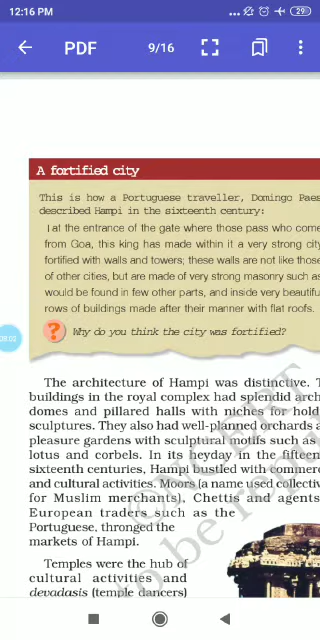 12:16 PM
29
PDF
9/16
A fortified city
This is how a Portuguese traveller, Domingo Paes
described Hampi in the sixteenth century:
I at the entrance of the gate where those pass who come
from Goa, this king has made within it a very strong city
fortified with walls and towers; these walls are not like those
of other cities, but are made of very strong masonry such as
would be found in few other parts, and inside very beautifu
rows of buildings made after their manner with flat roofs.
? Why do you think the city was fortified?
08:02
The architecture of Hampi was distinctive. T
buildings in the royal complex had splendid arch
domes and pillared halls with niches for hold
sculptures. They also had well-planned orchards a
pleasure gardens with sculptural motifs such as
lotus and corbels. In its heyday in the fifteen
sixteenth centuries, Hampi bustled with commerc
and cultural activities. Moors (a name used collectiv
for Muslim merchants), Chettis and agents
European traders such as the
Portuguese, thronged the
markets of Hampi.
Temples were the hub of
cultural activities and
devadasis (temple dancers)